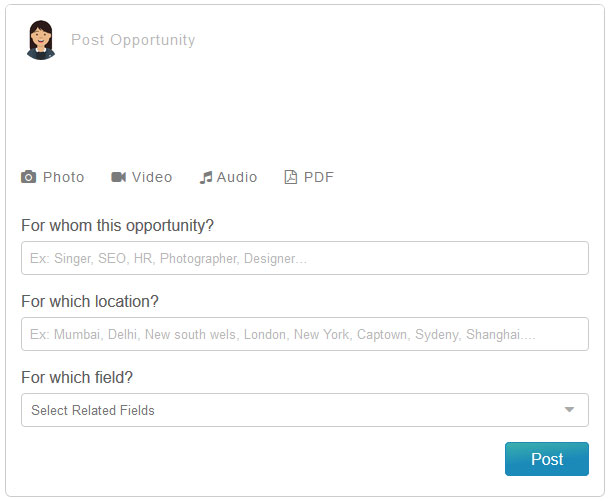 Post Opportunity
Photo Video Audio PDF
For whom this opportunity?
Ex: Singer, SEO, HR, Photographer, Designer...
For which location?
Ex: Mumbai, Delhi, New south wels, London, New York, Captown, Sydeny, Shanghai....
For which field?
Select Related Fields
Post